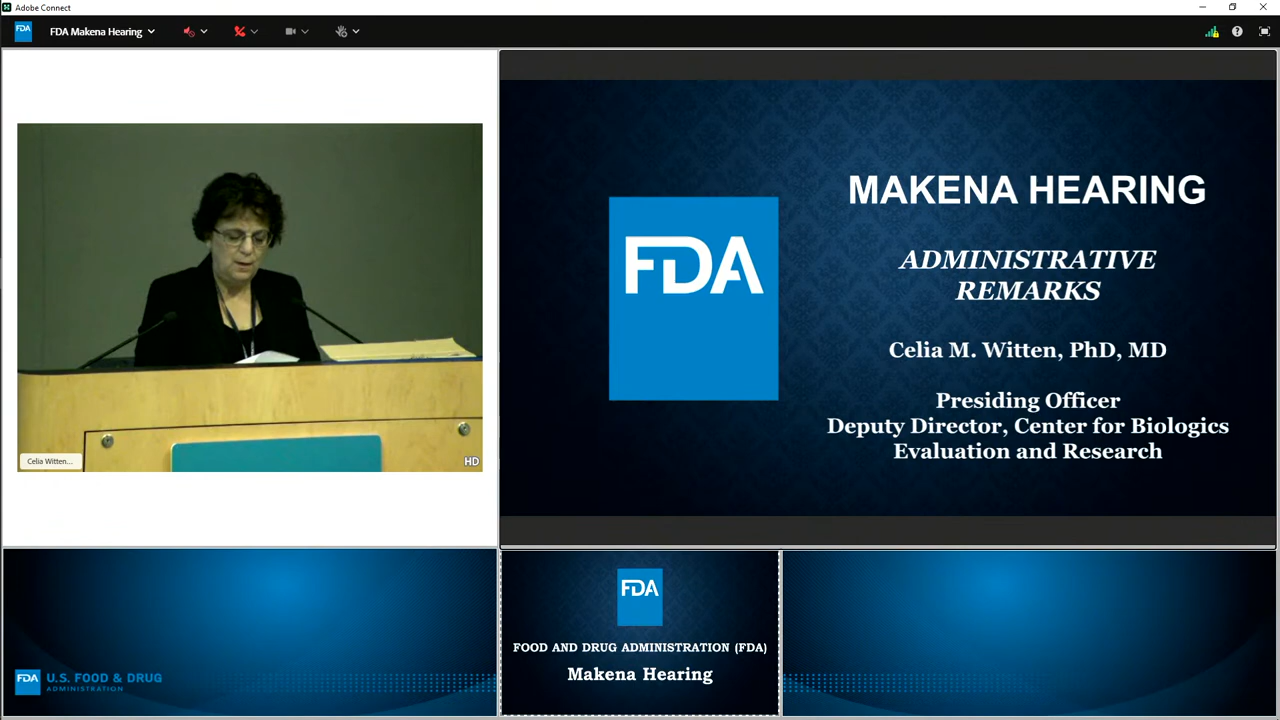 Adobe Connect
FDA
FDA Makena Hearing
Celia Witten...
HD
FDA
MAKENA HEARING
ADMINISTRATIVE
REMARKS
Celia M. Witten, PhD, MD
Presiding Officer
Deputy Director, Center for Biologics
Evaluation and Research
FDA
U.S. FOOD & DRUG
ADMINISTRATION
FDA
FOOD AND DRUG ADMINISTRATION (FDA)
Makena Hearing